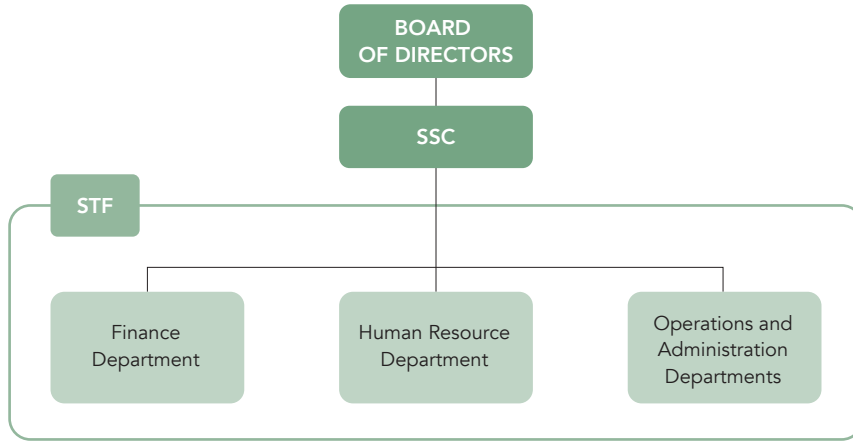 BOARD
OF DIRECTORS
SSC
STF
Finance
Department
Human Resource
Department
Operations and
Administration
Departments